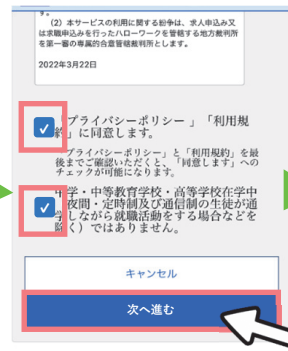 す。
(2) 本サービスの利用に関する紛争は、求人申込み又
は求職申込みを行ったハローワークを管轄する地方裁判所
を第一審の専属的合意管轄裁判所とします。
2022年3月22日
「プライバシーポリシー 」「利用規
約」に同意します。
「プライバシーポリシー」と「利用規約」を最
後までご確認いただくと、「同意します」への
チェックが可能になります。
中学・中等教育学校・高等学校在学中
（夜間・定時制及び通信制の生徒が通
学しながら就職活動をする場合などを
除く）ではありません。
キャンセル
次へ進む